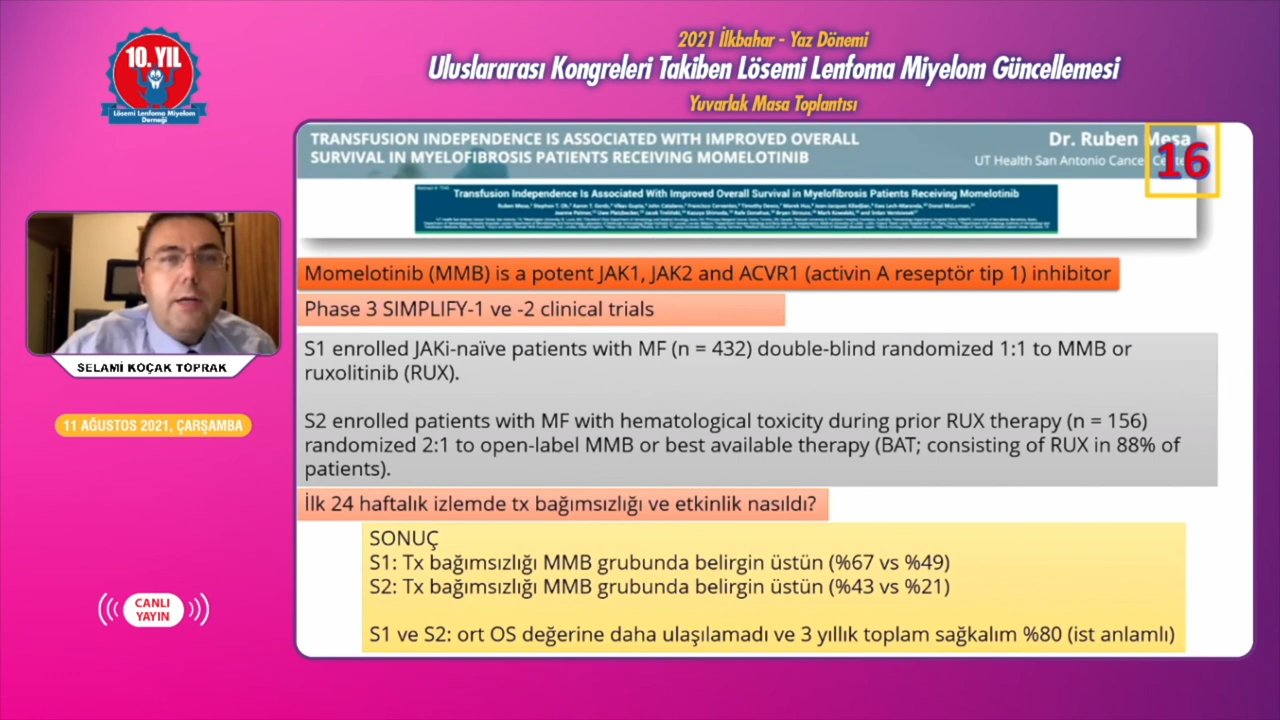 10. YIL
Lösemi Lenfoma Miyelom
Derneği
2021 İlkbahar - Yaz Dönemi
Uluslararası Kongreleri Takiben Lösemi Lenfoma Miyelom Güncellemesi
Yuvarlak Masa Toplantısı
TRANSFUSION INDEPENDENCE IS ASSOCIATED WITH IMPROVED OVERALL
SURVIVAL IN MYELOFIBROSIS PATIENTS RECEIVING MOMELOTINIB
Dr. Ruben Mesa
UT Health San Antonio Cancer
16
Transfusion Independence Is Associated With Improved Overall Survival in Myelofibrosis Patients Receiving Momelotinib
Momelotinib (MMB) is a potent JAK1, JAK2 and ACVR1 (activin A reseptör tip 1) inhibitor
Phase 3 SIMPLIFY-1 ve -2 clinical trials
S1 enrolled JAKi-naïve patients with MF (n = 432) double-blind randomized 1:1 to MMB or
ruxolitinib (RUX).
S2 enrolled patients with MF with hematological toxicity during prior RUX therapy (n = 156)
randomized 2:1 to open-label MMB or best available therapy (BAT; consisting of RUX in 88% of
patients).
İlk 24 haftalık izlemde tx bağımsızlığı ve etkinlik nasıldı?
SONUÇ
S1: Tx bağımsızlığı MMB grubunda belirgin üstün (%67 vs %49)
S2: Tx bağımsızlığı MMB grubunda belirgin üstün (%43 vs %21)
S1 ve S2: ort OS değerine daha ulaşılamadı ve 3 yıllık toplam sağkalım %80 (ist anlamlı)
SELAMİ KOÇAK TOPRAK
11 AĞUSTOS 2021, ÇARŞAMBA
CANLI
YAYIN